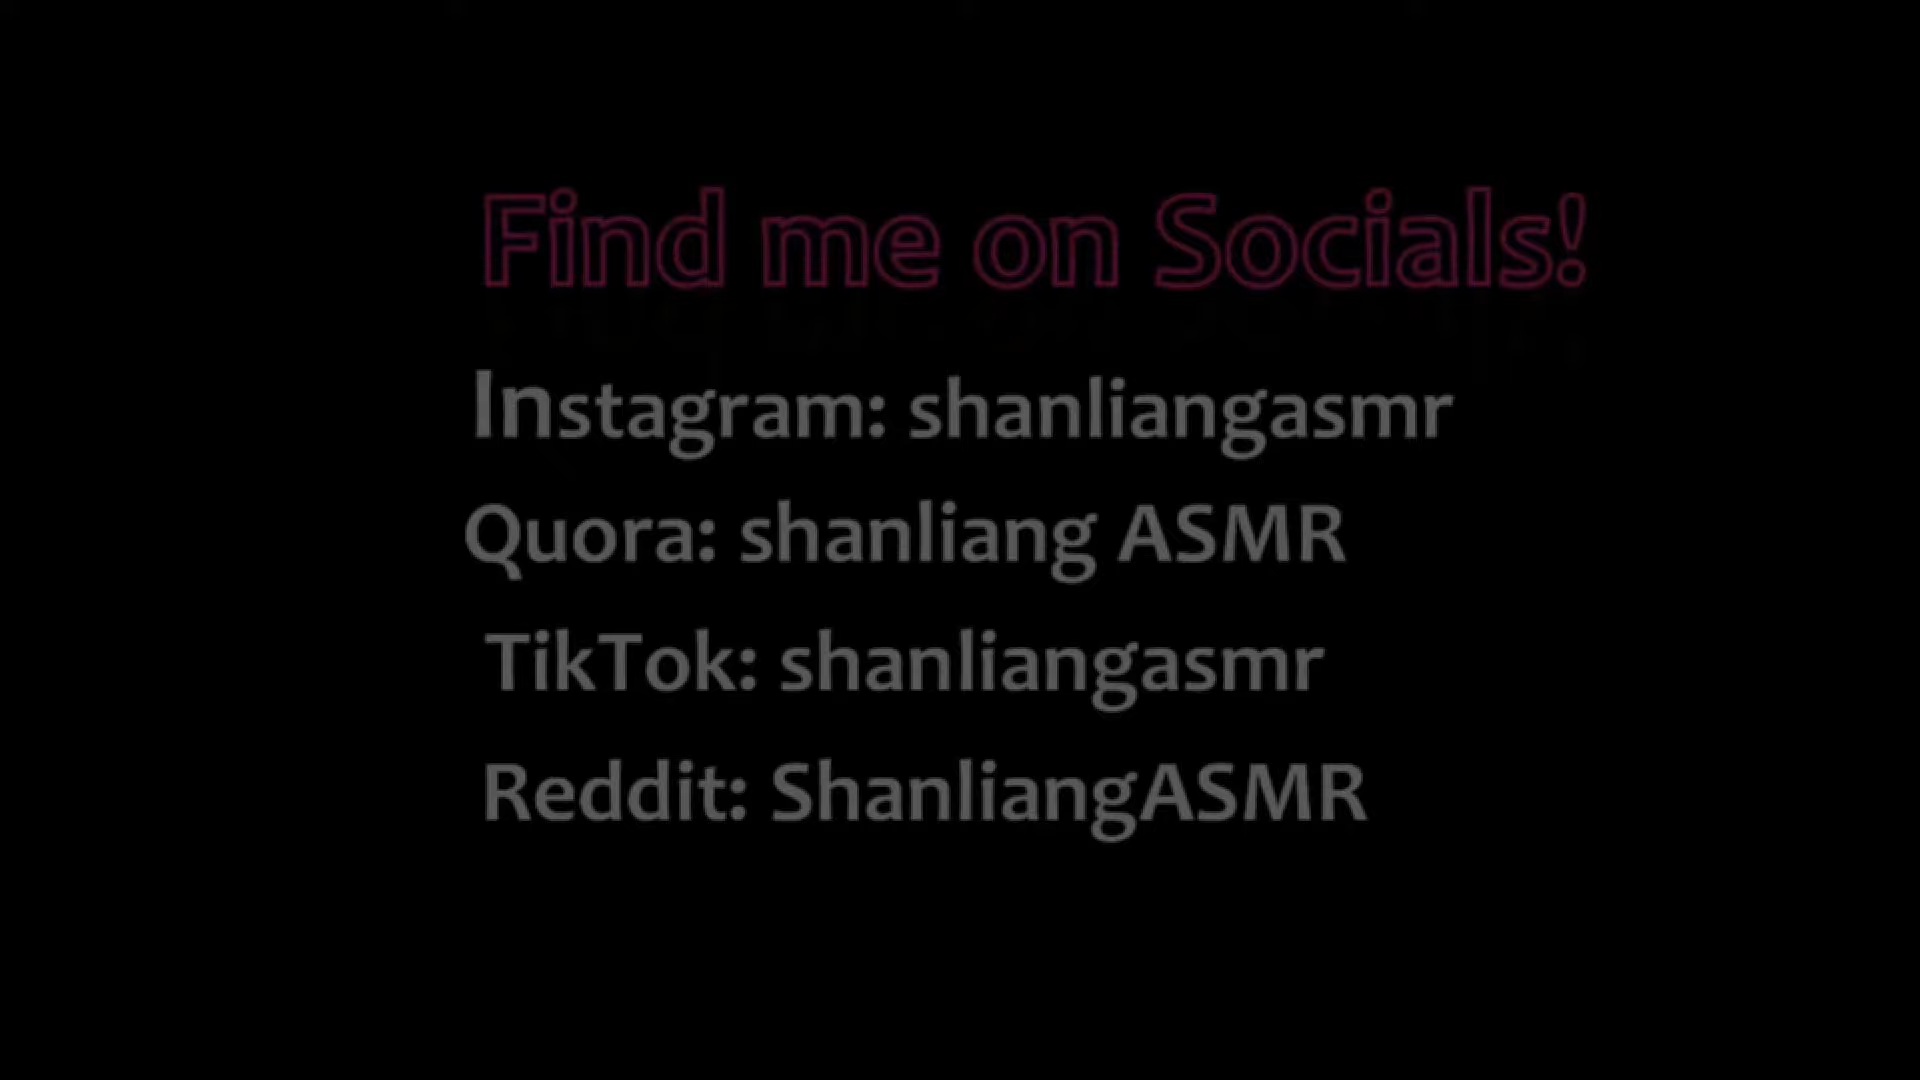 Find me on Socials!
Instagram: shanliangasmr
Quora: shanliang ASMR
TikTok: shanliangasmr
Reddit: ShanliangASMR